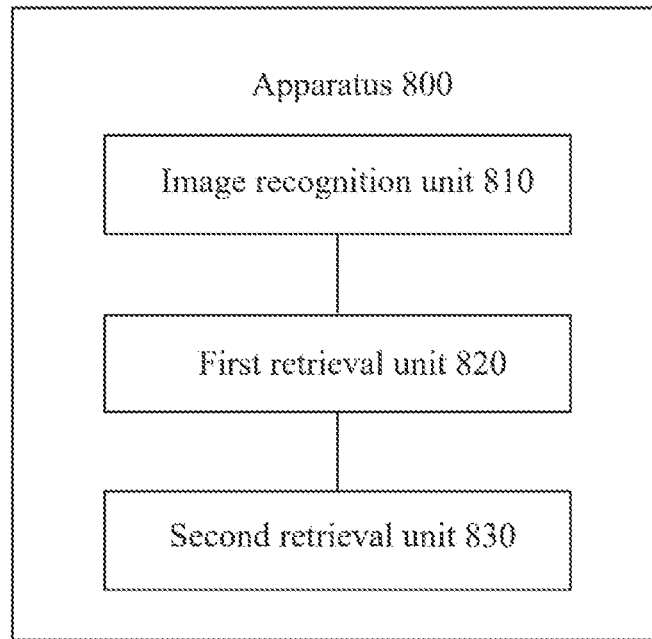 Apparatus 800
Image recognition unit 810
First retrieval unit 820
Second retrieval unit 830